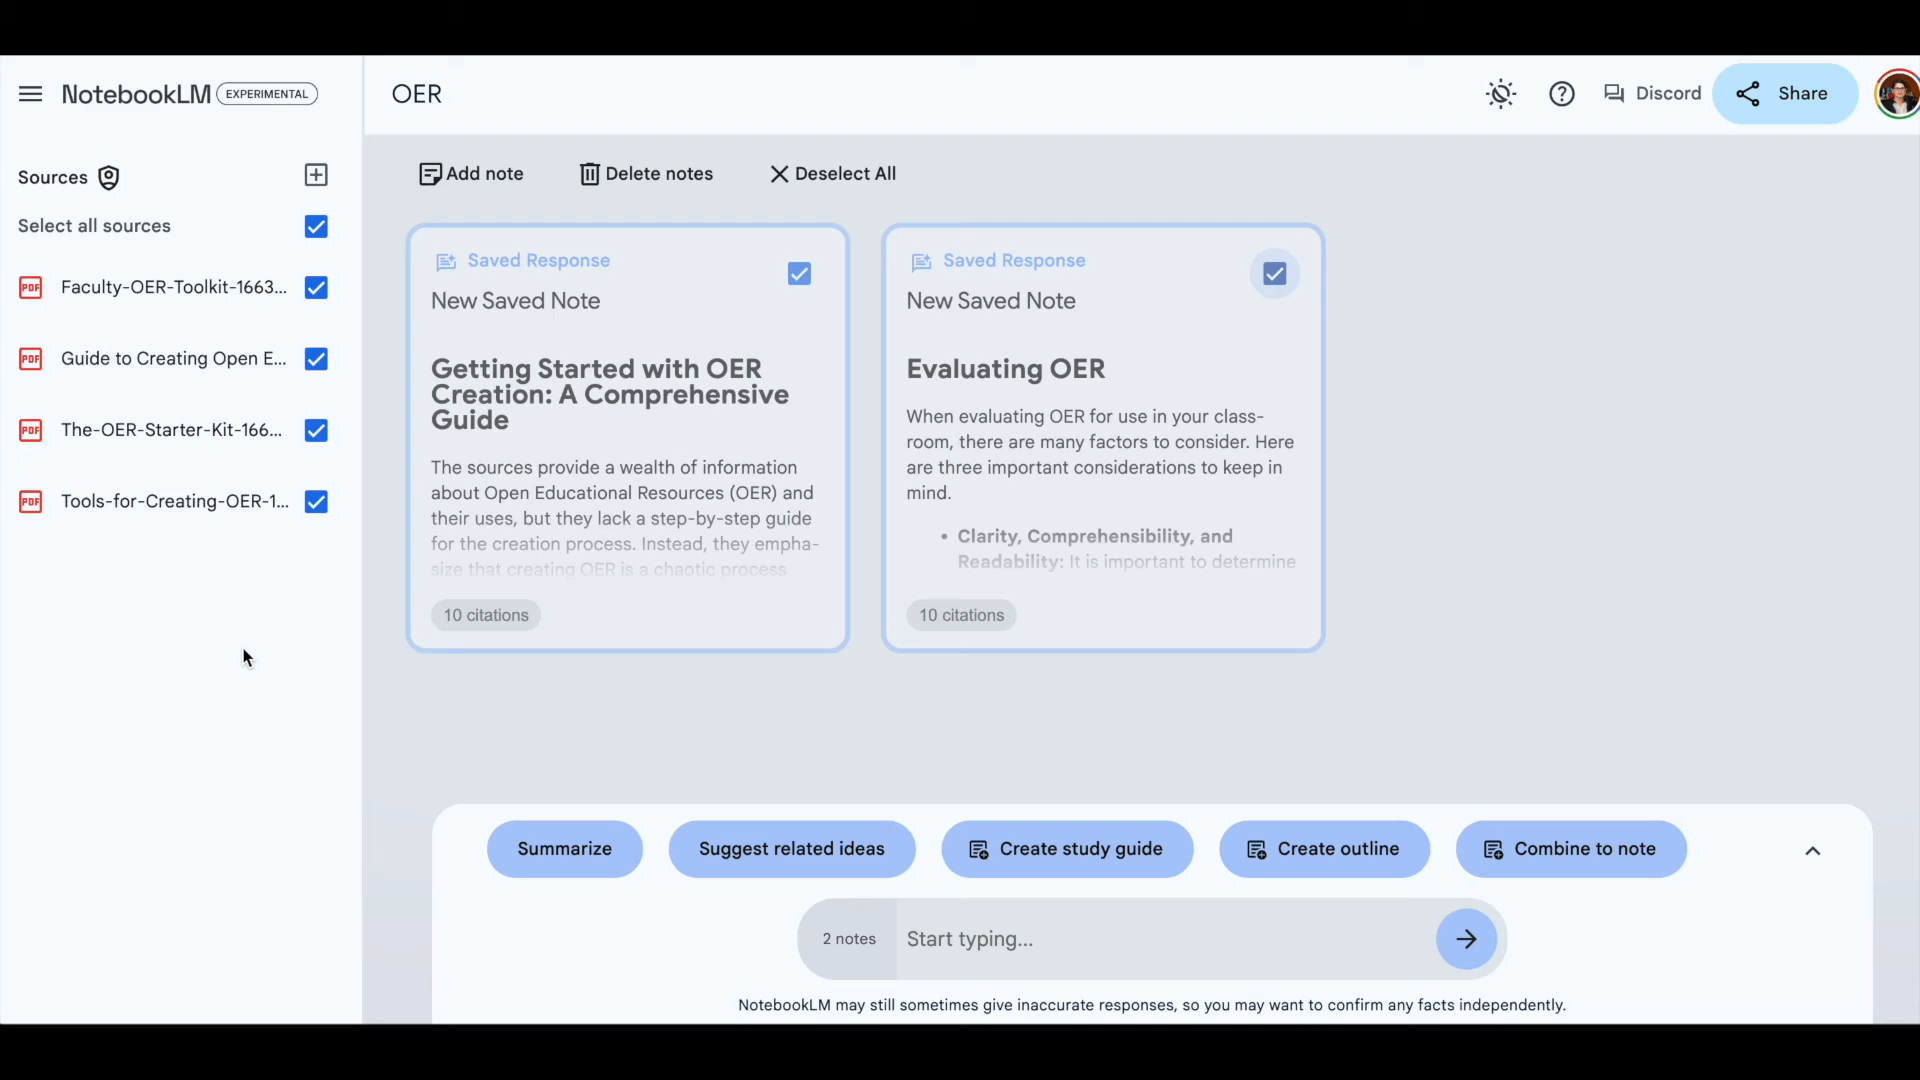 NotebookLM EXPERIMENTAL
OER
Discord
Share
Sources
Select all sources
PDF Faculty-OER-Toolkit-1663...
PDF Guide to Creating Open E...
PDF The-OER-Starter-Kit-166...
PDF Tools-for-Creating-OER-1...
Add note
Delete notes
Deselect All
Saved Response
New Saved Note
Getting Started with OER
Creation: A Comprehensive
Guide
The sources provide a wealth of information
about Open Educational Resources (OER) and
their uses, but they lack a step-by-step guide
for the creation process. Instead, they empha-
size that creating OER is a chaotic process
10 citations
Saved Response
New Saved Note
Evaluating OER
When evaluating OER for use in your class-
room, there are many factors to consider. Here
are three important considerations to keep in
mind.
• Clarity, Comprehensibility, and
Readability: It is important to determine
10 citations
Summarize
Suggest related ideas
Create study guide
Create outline
Combine to note
2 notes
Start typing...
NotebookLM may still sometimes give inaccurate responses, so you may want to confirm any facts independently.